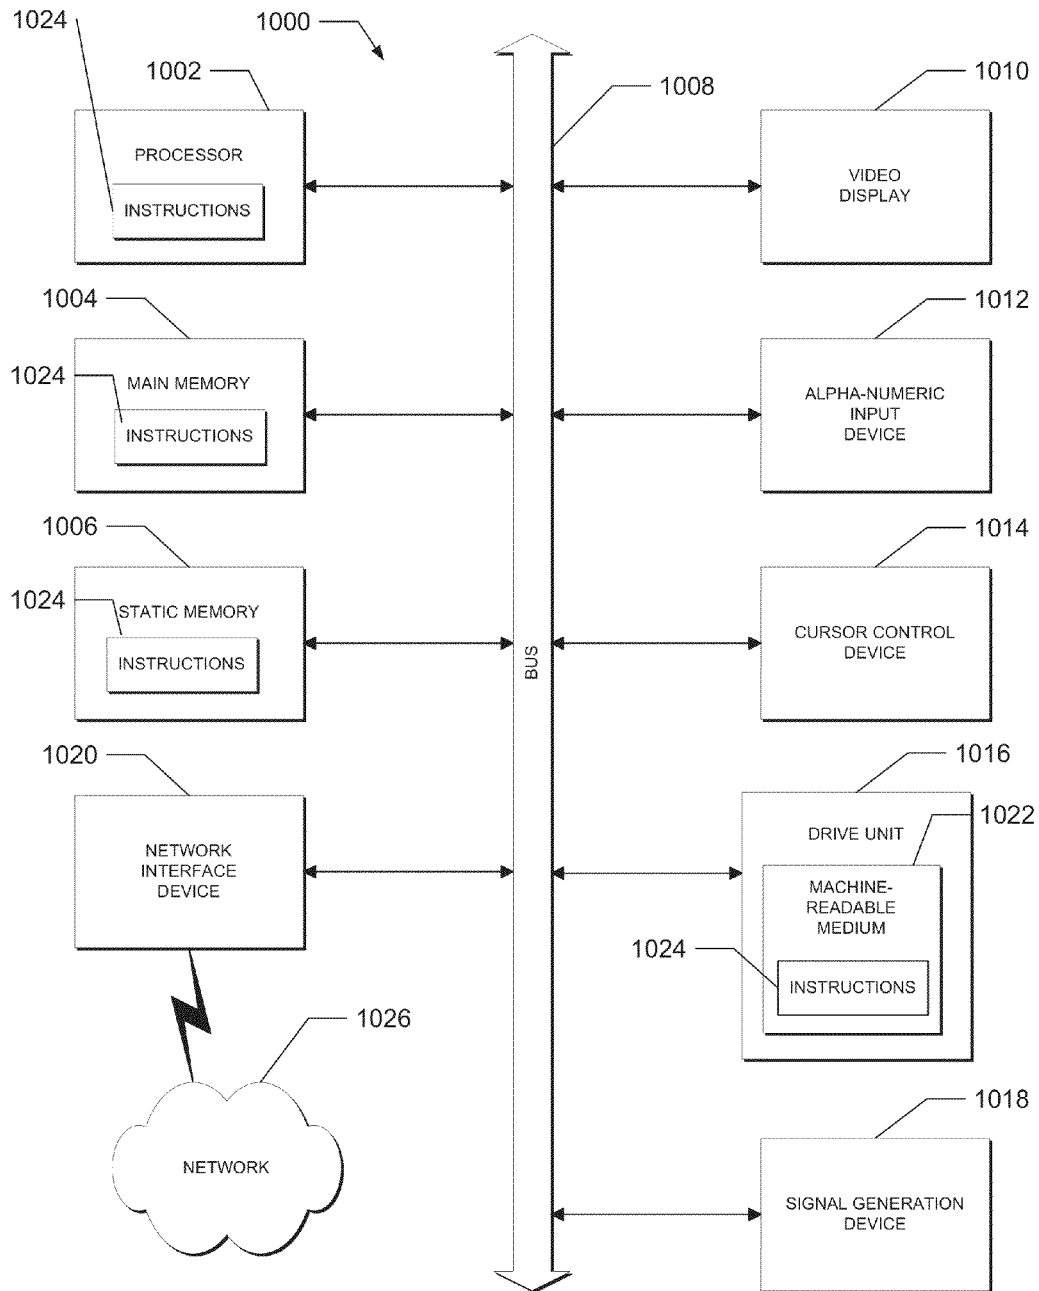 1024
1000
1002
1008
1010
PROCESSOR
INSTRUCTIONS
VIDEO
DISPLAY
1004
1012
1024
MAIN MEMORY
INSTRUCTIONS
ALPHA-NUMERIC
INPUT
DEVICE
1006
1014
1024
STATIC MEMORY
INSTRUCTIONS
BUS
CURSOR CONTROL
DEVICE
1020
1016
NETWORK
INTERFACE
DEVICE
DRIVE UNIT
1022
MACHINE-
READABLE
MEDIUM
1024
INSTRUCTIONS
1026
NETWORK
1018
SIGNAL GENERATION
DEVICE